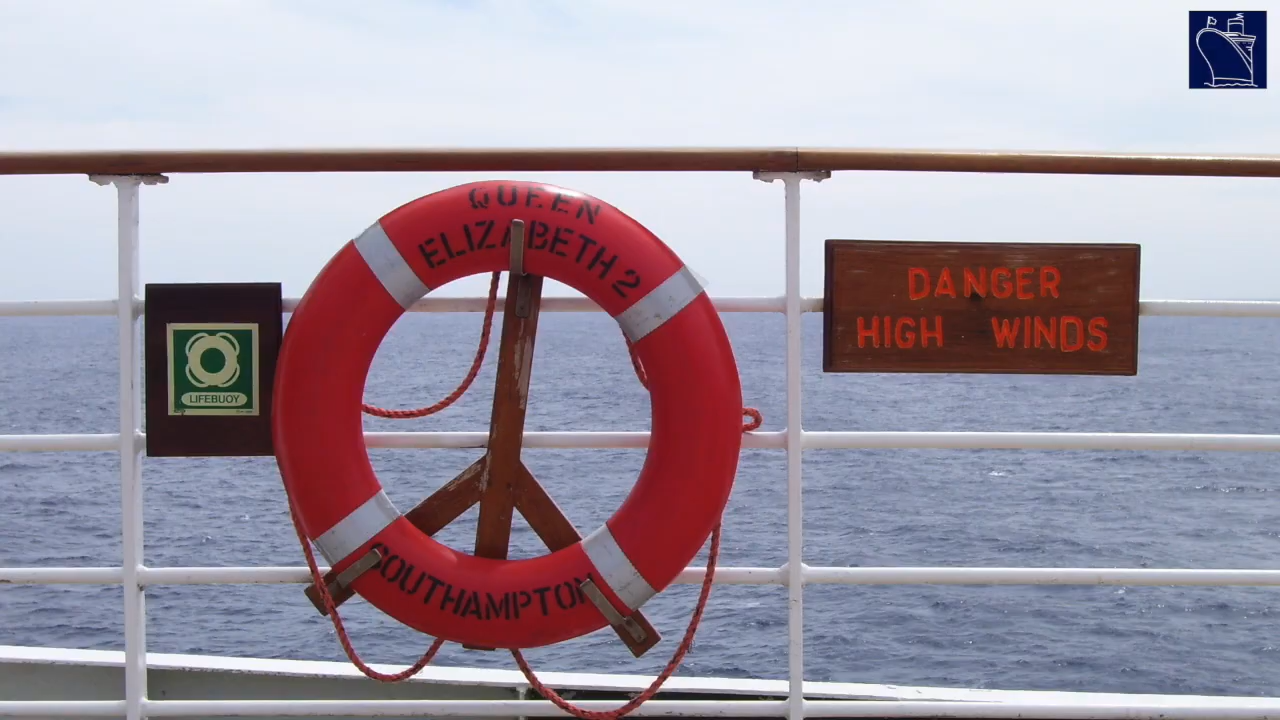 QUEEN
ELIZABETH 2
SOUTHAMPTON
LIFEBUOY
DANGER
HIGH WINDS